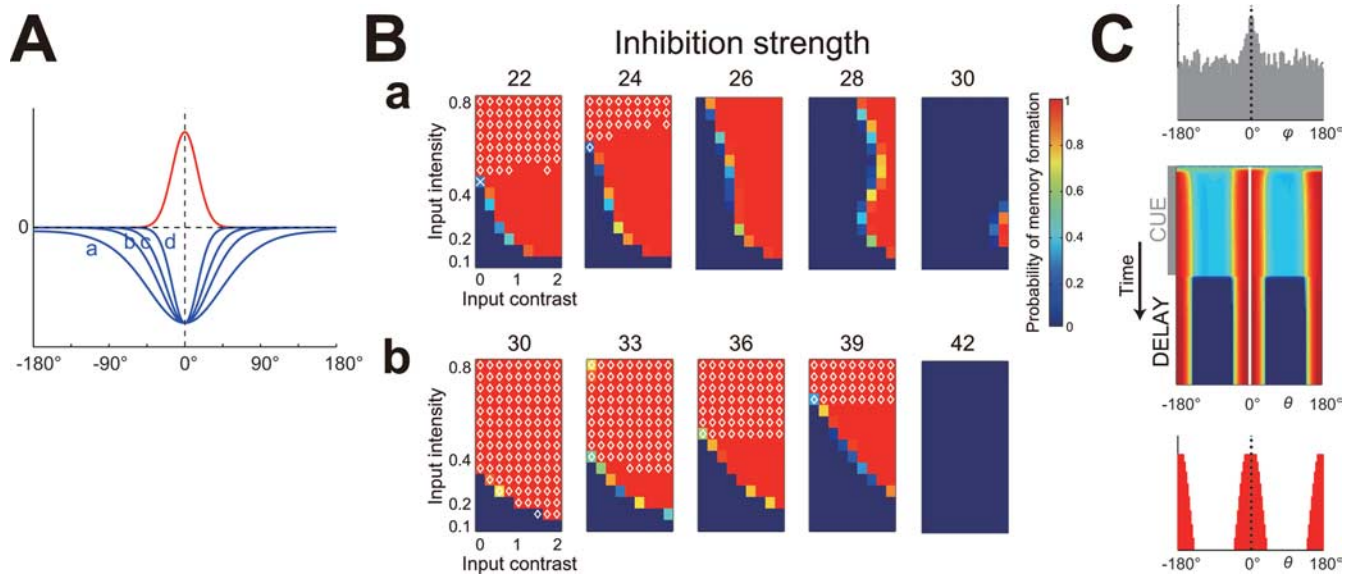 A
0
a
b
c
d
-180°
-90°
0
90°
180°
B
Inhibition strength
a
22
24
26
28
30
Input intensity
0.8
0.4
0.2
0.1
0
1
2
Input contrast
Probability of memory formation
1
0.8
0.6
0.4
0.2
0
b
30
33
36
39
42
Input intensity
0.8
0.4
0.2
0.1
0
1
2
Input contrast
C
-180°
0°
φ
180°
CUE
Time
DELAY
-180°
0°
θ
180°
-180°
0°
θ
180°